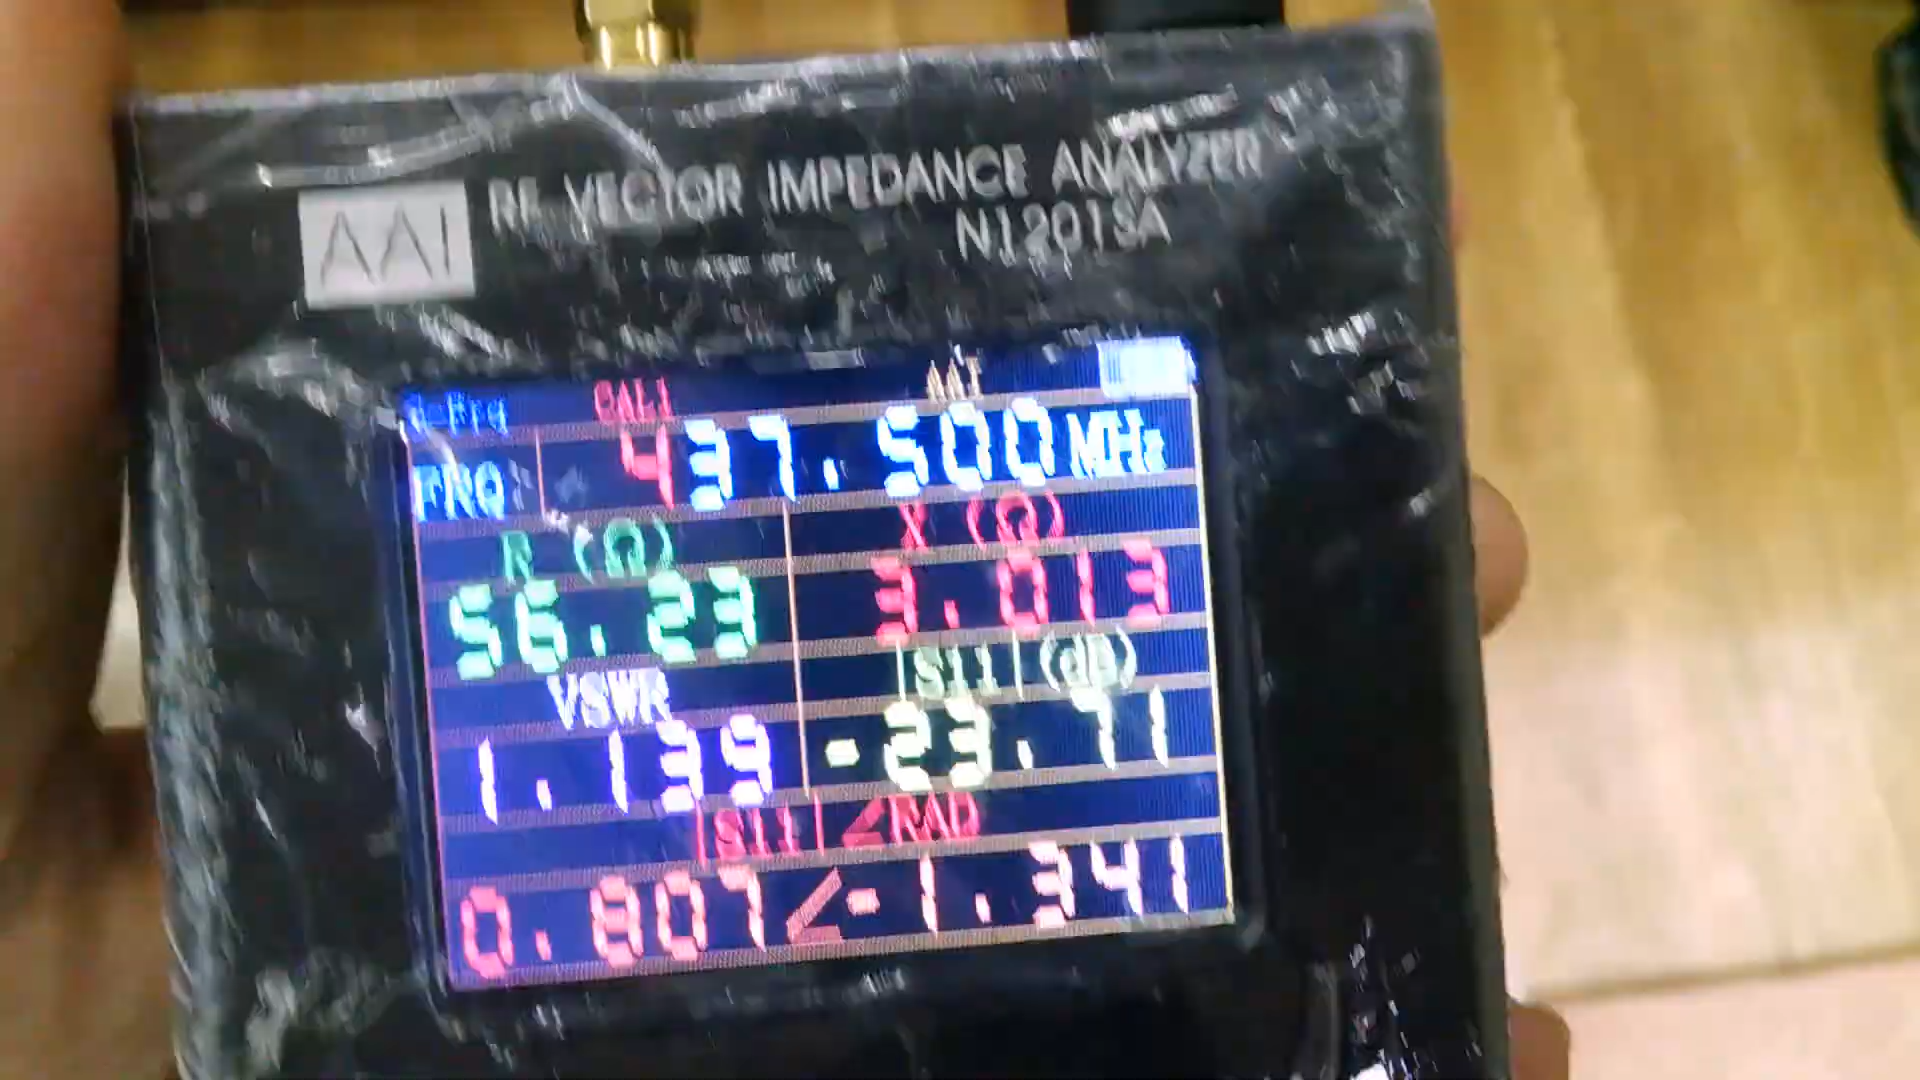 AAI RF VECTOR IMPEDANCE ANALYZER
N1201SA
CAL1 AAI
FRQ 437.500MHz
R (Ω) X (Ω)
56.23 3.013
VSWR |S11|(dB)
1.139 -23.71
|S11|∠RAD
0.807∠-1.341